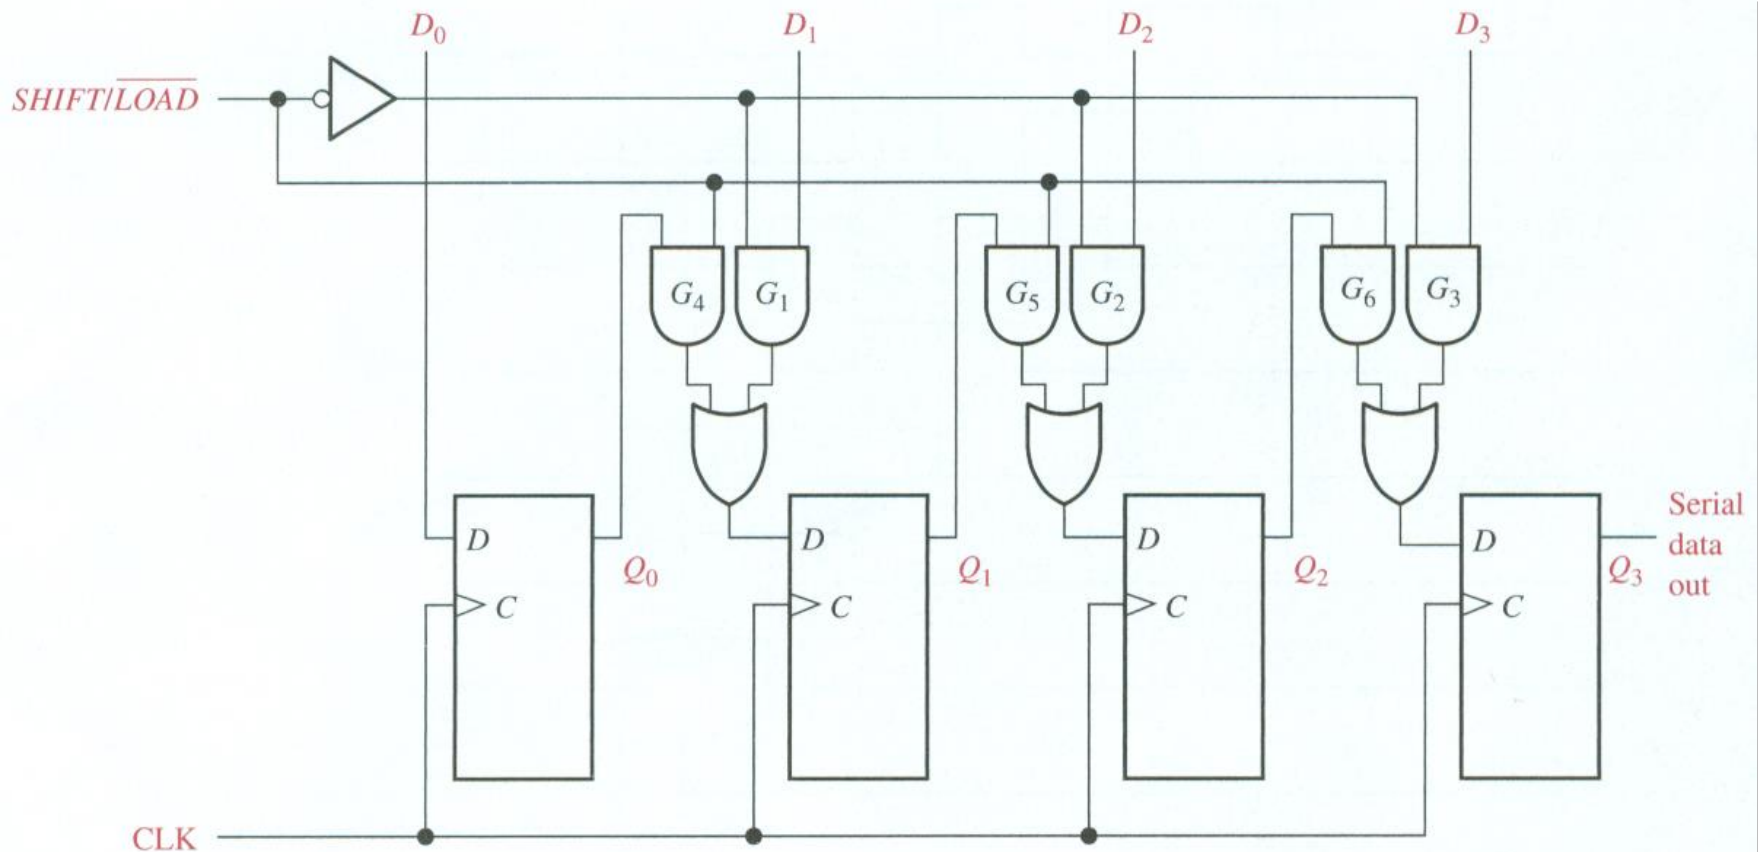 D₀ D₁ D₂ D₃
SHIFT/L̅O̅A̅D̅
G₄ G₁ G₅ G₂ G₆ G₃
Serial
D D D D data
Q₀ Q₁ Q₂ Q₃ out
C C C C
CLK